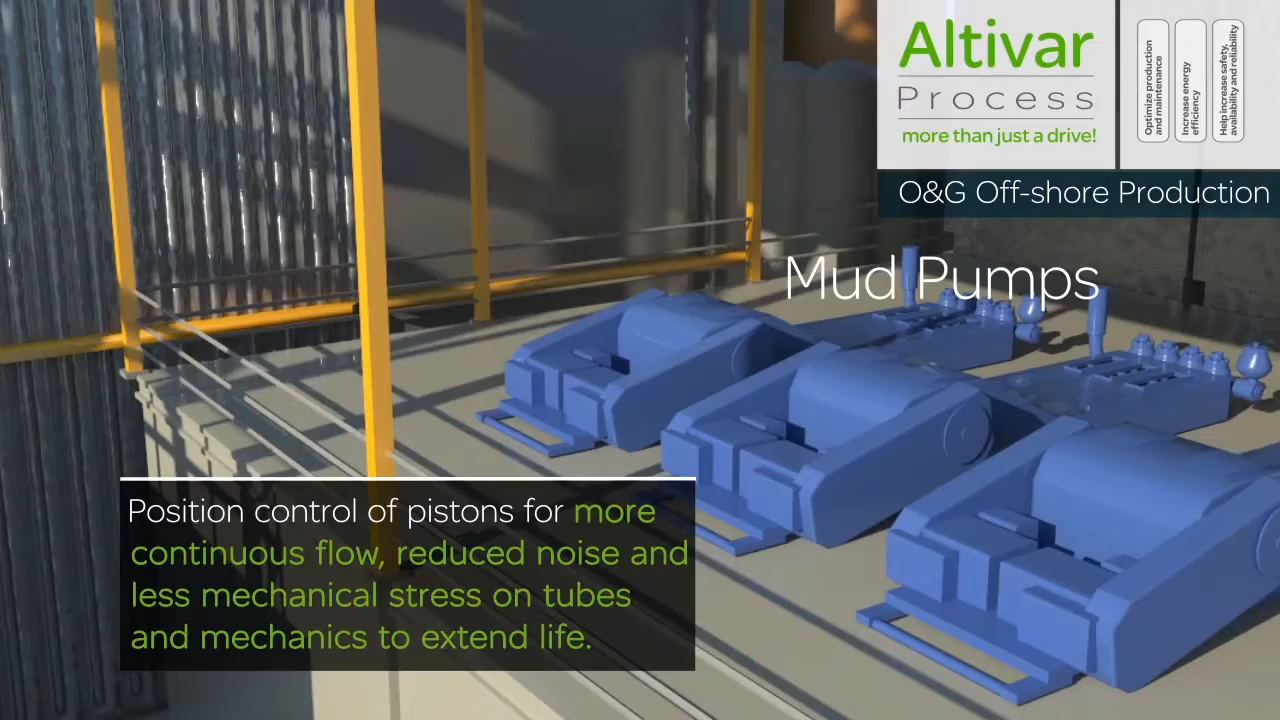 Altivar
Process
more than just a drive!
Optimize production
and maintenance
Increase energy
efficiency
Help increase safety,
availability and reliability
O&G Off-shore Production
Mud Pumps
Position control of pistons for more
continuous flow, reduced noise and
less mechanical stress on tubes
and mechanics to extend life.